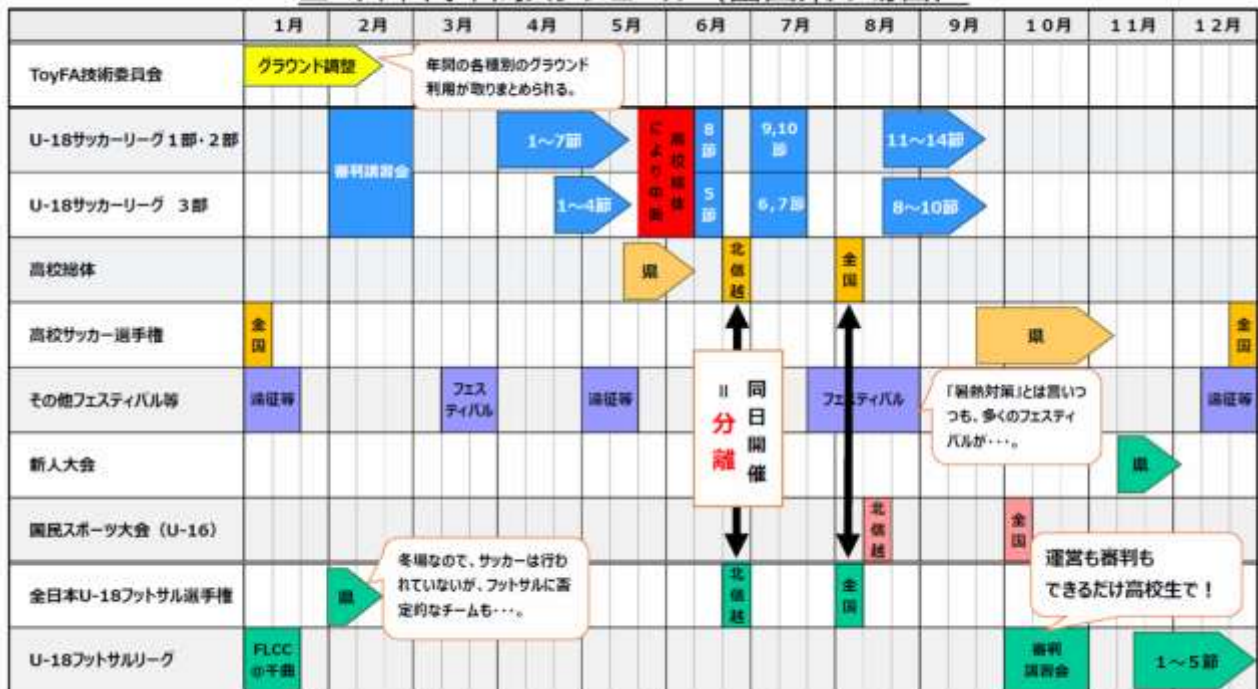 1月 2月 3月 4月 5月 6月 7月 8月 9月 10月 11月 12月
ToyFA技術委員会
グラウンド調整
年間の各種別のグラウンド
利用が取りまとめられる。
U-18サッカーリーグ1部・2部
審判講習会
1～7節
高校総体
により中断
8
節
9,10
節
11～14節
U-18サッカーリーグ 3部
1～4節
5
節
6,7節
8～10節
高校総体
県
北信越
全国
高校サッカー選手権
全国
県
全国
その他フェスティバル等
遠征等
フェス
ティバル
遠征等
フェスティバル
「暑熱対策」とは言いつ
つも、多くのフェスティ
バルが・・・。
遠征等
同日開催
＝分離
新人大会
県
国民スポーツ大会（U-16）
北信越
全国
全日本U-18フットサル選手権
県
冬場なので、サッカーは行わ
れていないが、フットサルに否
定的なチームも・・・。
北信越
全国
運営も審判も
できるだけ高校生で！
U-18フットサルリーグ
FLCC
@千曲
審判
講習会
1～5節